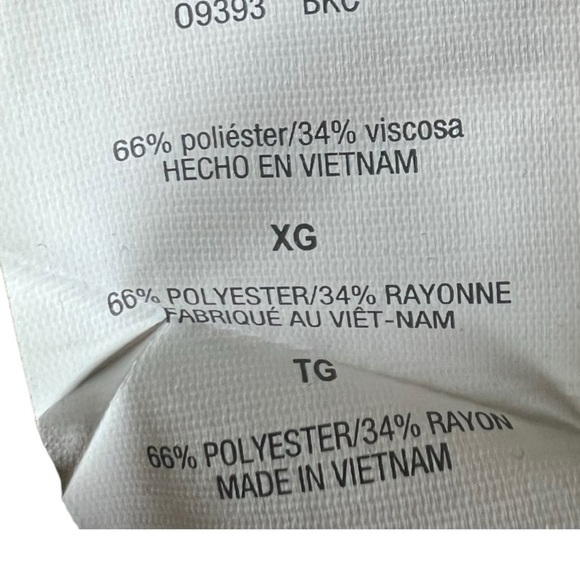 09393 BRC
66% poliéster/34% viscosa
HECHO EN VIETNAM
XG
66% POLYESTER/34% RAYONNE
FABRIQUÉ AU VIÊT-NAM
TG
66% POLYESTER/34% RAYON
MADE IN VIETNAM